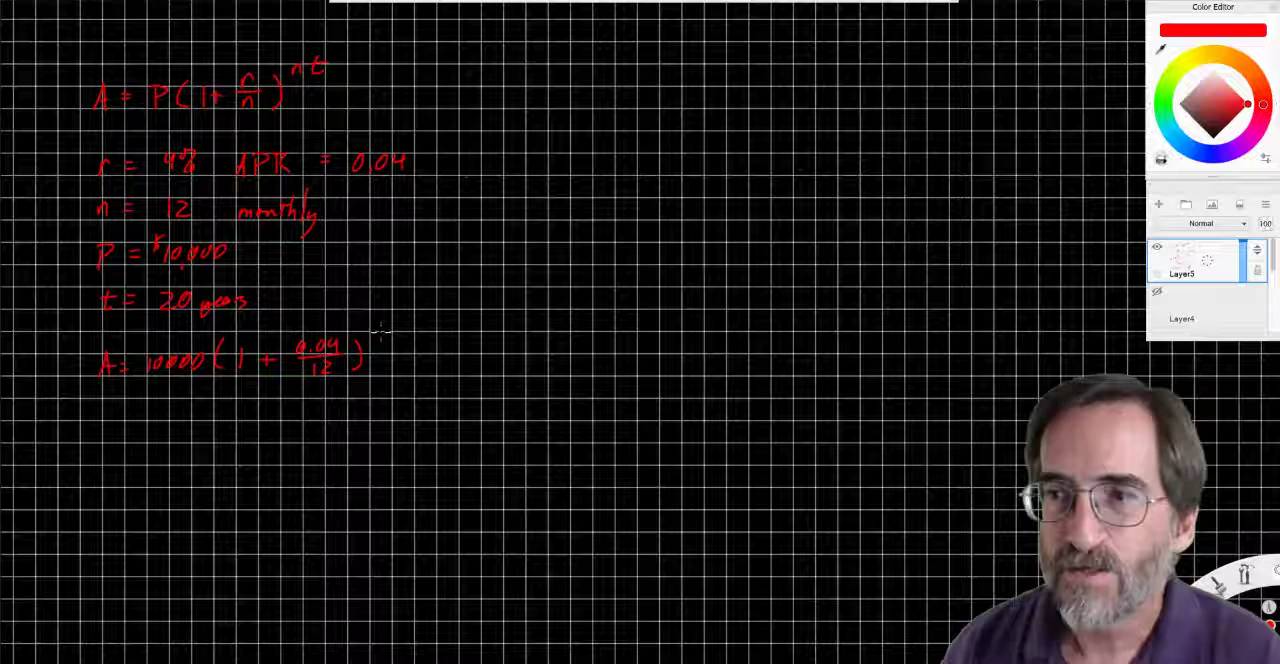 Color Editor
A = P(1 + r/n)^nt
r = 4% APR = 0.04
n = 12 monthly
P = $10,000
t = 20 years
A = 10000(1 + 0.04/12)
Normal
100
Layer5
Layer4